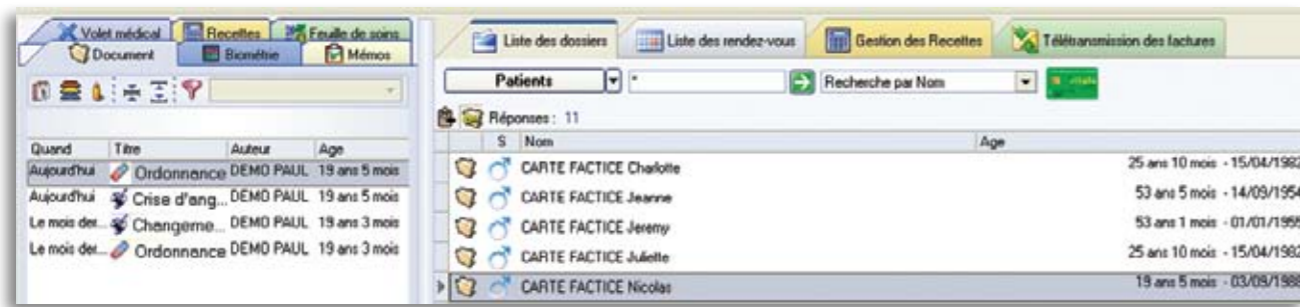 Volet médical Recettes Feuille de soins
Document Biométrie Mémos
Quand Titre Auteur Age
Aujourd'hui Ordonnance DEMO PAUL 19 ans 5 mois
Aujourd'hui Crise d'ang... DEMO PAUL 19 ans 5 mois
Le mois der... Changeme... DEMO PAUL 19 ans 3 mois
Le mois der... Ordonnance DEMO PAUL 19 ans 3 mois
Liste des dossiers Liste des rendez-vous Gestion des Recettes Télétransmission des factures
Patients * Recherche par Nom
Réponses : 11
S Nom Age
CARTE FACTICE Charlotte 25 ans 10 mois - 15/04/1982
CARTE FACTICE Jeanne 53 ans 5 mois - 14/09/1954
CARTE FACTICE Jeremy 53 ans 1 mois - 01/01/1955
CARTE FACTICE Juliette 25 ans 10 mois - 15/04/1982
CARTE FACTICE Nicolas 19 ans 5 mois - 03/09/1988